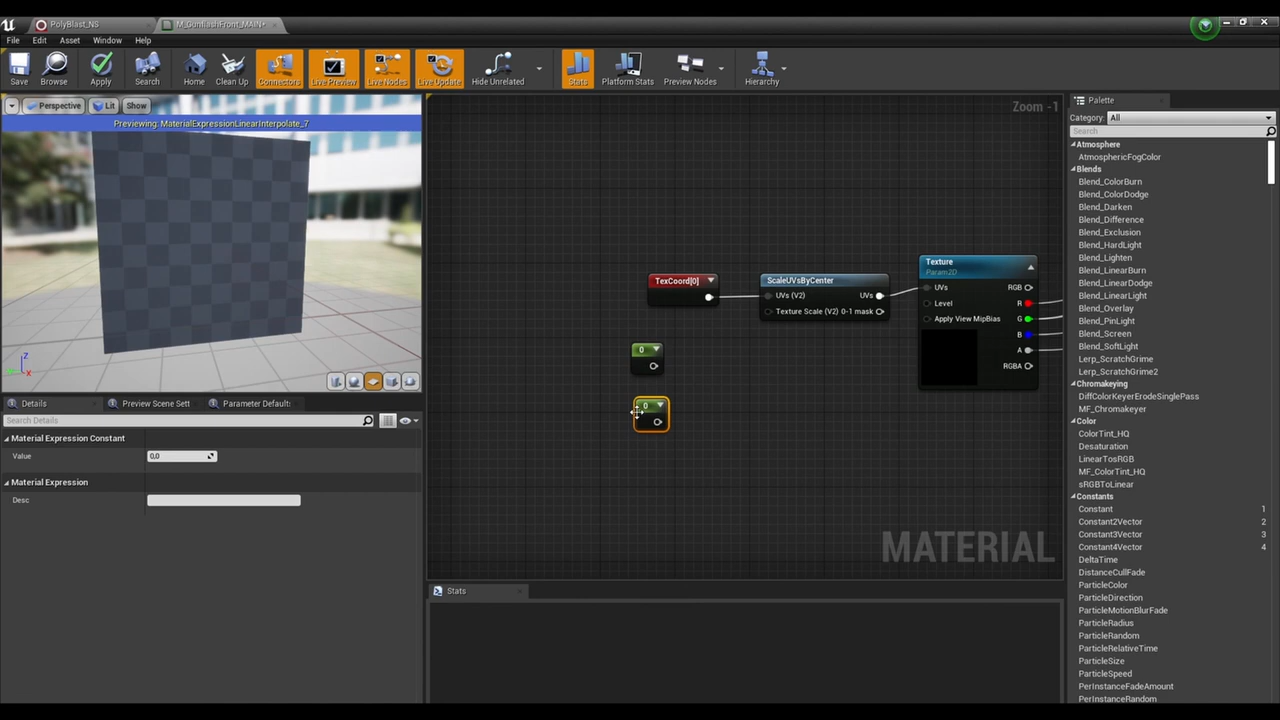 PolyBlast_NS
M_GunflashFront_MAIN*
File Edit Asset Window Help
Save Browse Apply Search Home Clean Up Connectors Live Preview Live Nodes Live Update Hide Unrelated Stats Platform Stats Preview Nodes Hierarchy
Perspective Lit Show
Previewing: MaterialExpressionLinearInterpolate_7
Zoom -1
Palette
Category: All
Search
Atmosphere
AtmosphericFogColor
Blends
Blend_ColorBurn
Blend_ColorDodge
Blend_Darken
Blend_Difference
Blend_Exclusion
Blend_HardLight
Blend_Lighten
Blend_LinearBurn
Blend_LinearDodge
Blend_LinearLight
Blend_Overlay
Blend_PinLight
Blend_Screen
Blend_SoftLight
Lerp_ScratchGrime
Lerp_ScratchGrime2
Chromakeying
DiffColorKeyerErodeSinglePass
MF_Chromakeyer
Color
ColorTint_HQ
Desaturation
LinearTosRGB
MF_ColorTint_HQ
sRGBToLinear
Constants
Constant 1
Constant2Vector 2
Constant3Vector 3
Constant4Vector 4
DeltaTime
DistanceCullFade
ParticleColor
ParticleDirection
ParticleMotionBlurFade
ParticleRadius
ParticleRandom
ParticleRelativeTime
ParticleSize
ParticleSpeed
PerInstanceFadeAmount
PerInstanceRandom
TexCoord[0]
ScaleUVsByCenter
UVs (V2) UVs
Texture Scale (V2) 0-1 mask
Texture
Param2D
UVs RGB
Level R
Apply View MipBias G
B
A
RGBA
0
0
MATERIAL
Z
X
Details Preview Scene Sett Parameter Default
Search Details
Material Expression Constant
Value 0,0
Material Expression
Desc
Stats